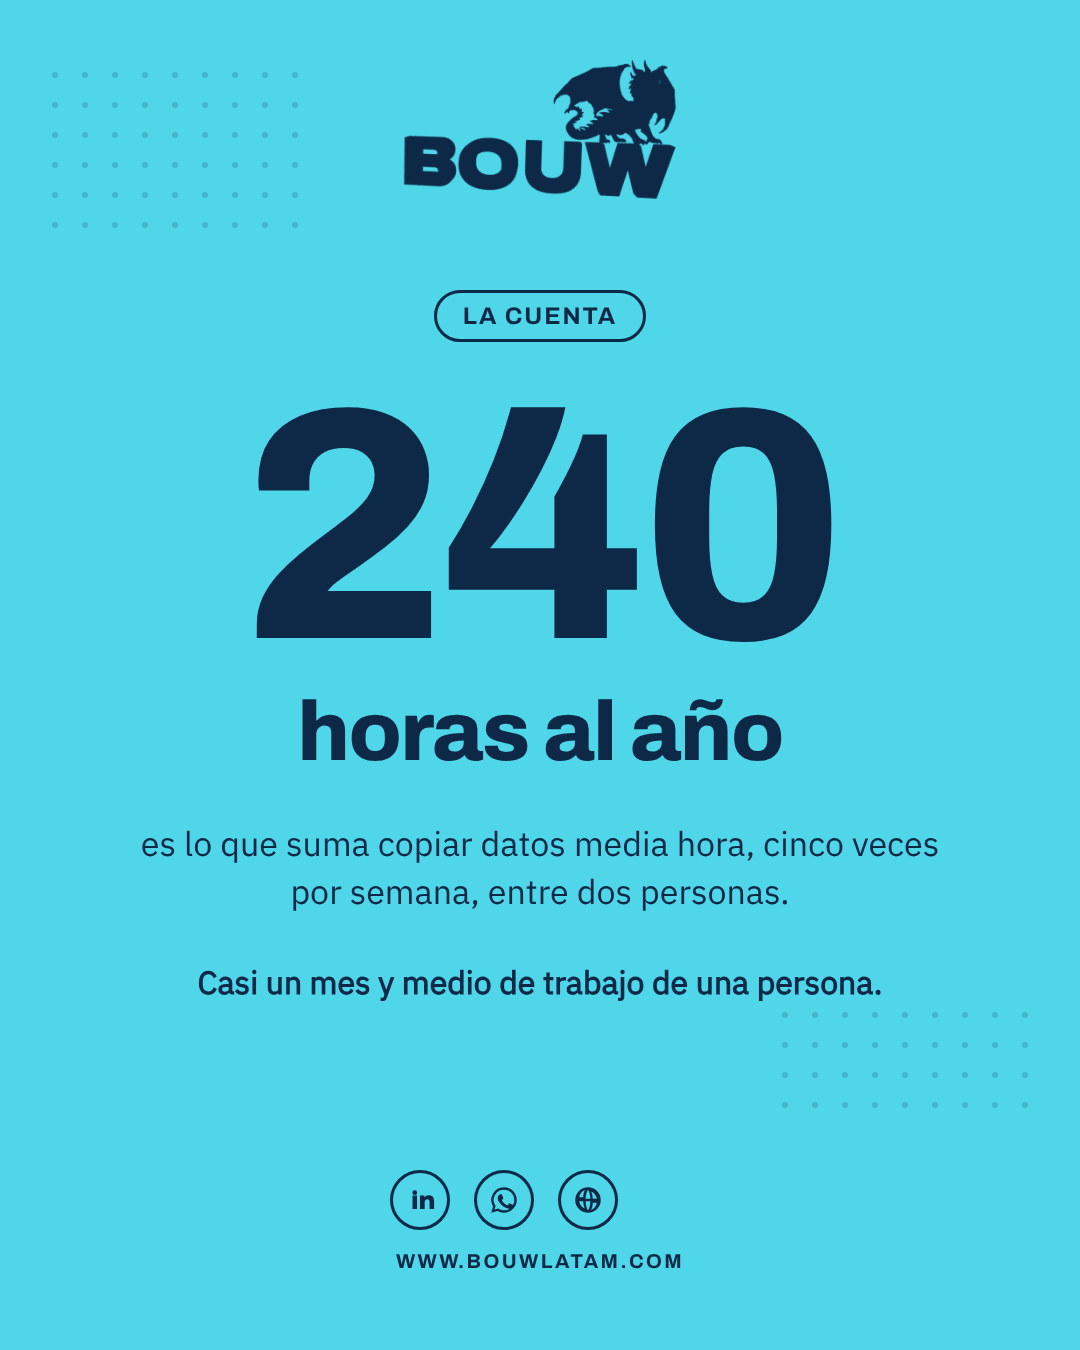 BOUW
LA CUENTA
240
horas al año
es lo que suma copiar datos media hora, cinco veces
por semana, entre dos personas.
Casi un mes y medio de trabajo de una persona.
in
WWW.BOUWLATAM.COM